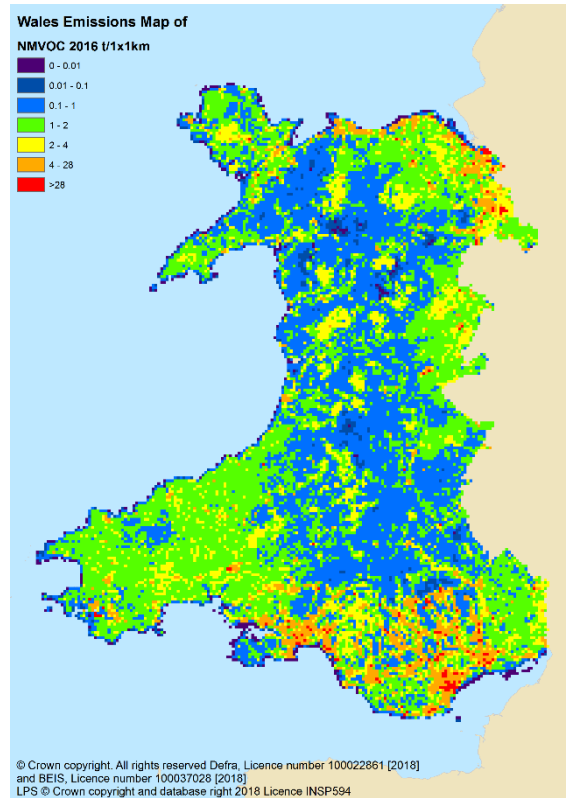 Wales Emissions Map of
NMVOC 2016 t/1x1km
0 - 0.01
0.01 - 0.1
0.1 - 1
1 - 2
2 - 4
4 - 28
>28
© Crown copyright. All rights reserved Defra, Licence number 100022861 [2018]
and BEIS, Licence number 100037028 [2018]
LPS © Crown copyright and database right 2018 Licence INSP594